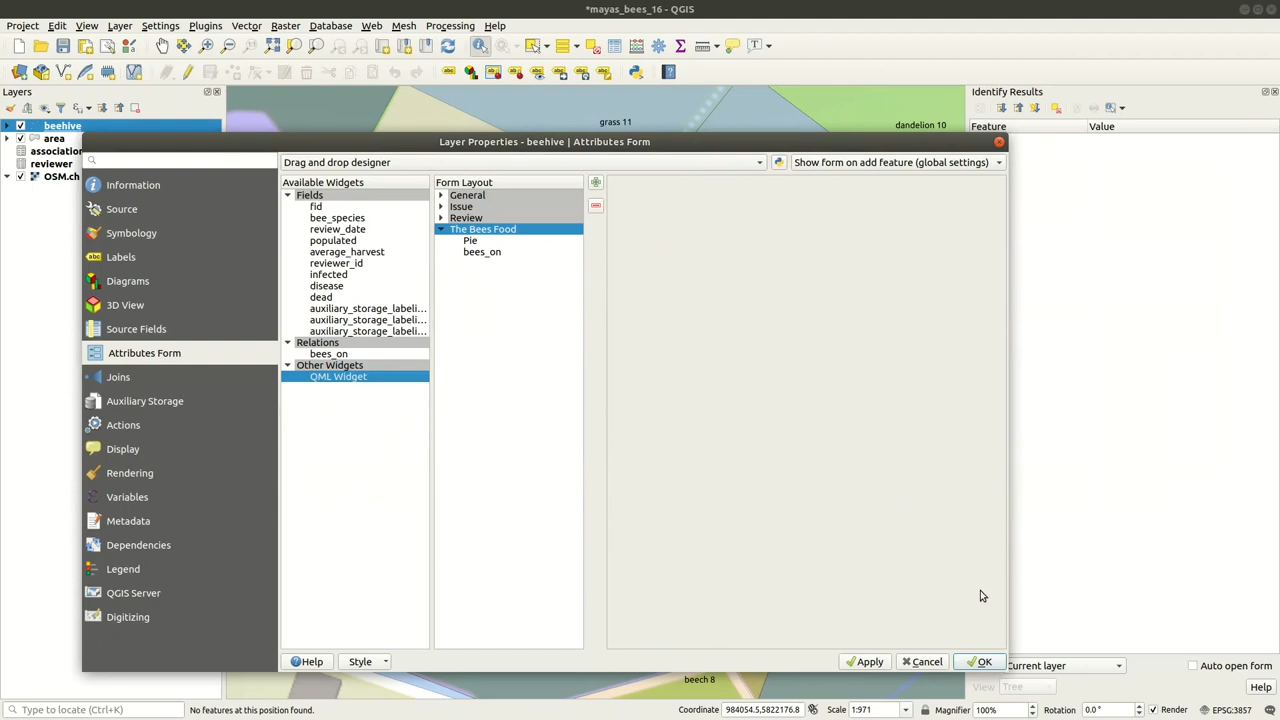 *mayas_bees_16 - QGIS
Project Edit View Layer Settings Plugins Vector Raster Database Web Mesh Processing Help
Layers
Identify Results
beehive
area
association
reviewer
OSM.ch
grass 11
dandelion 10
Feature Value
Layer Properties - beehive | Attributes Form
Information
Source
Symbology
Labels
Diagrams
3D View
Source Fields
Attributes Form
Joins
Auxiliary Storage
Actions
Display
Rendering
Variables
Metadata
Dependencies
Legend
QGIS Server
Digitizing
Drag and drop designer
Show form on add feature (global settings)
Available Widgets
Fields
fid
bee_species
review_date
populated
average_harvest
reviewer_id
infected
disease
dead
auxiliary_storage_labeli...
auxiliary_storage_labeli...
auxiliary_storage_labeli...
Relations
bees_on
Other Widgets
QML Widget
Form Layout
General
Issue
Review
The Bees Food
Pie
bees_on
Help
Style
Apply
Cancel
OK
Current layer
Auto open form
View Tree
Help
beech 8
Type to locate (Ctrl+K)
No features at this position found.
Coordinate 984054.5,5822176.8
Scale 1:971
Magnifier 100%
Rotation 0.0 °
Render
EPSG:3857